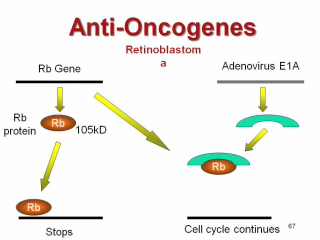 Anti-Oncogenes
Retinoblastom
a
Rb Gene
Adenovirus E1A
Rb
protein
Rb
105kD
Rb
Rb
Stops
Cell cycle continues
67